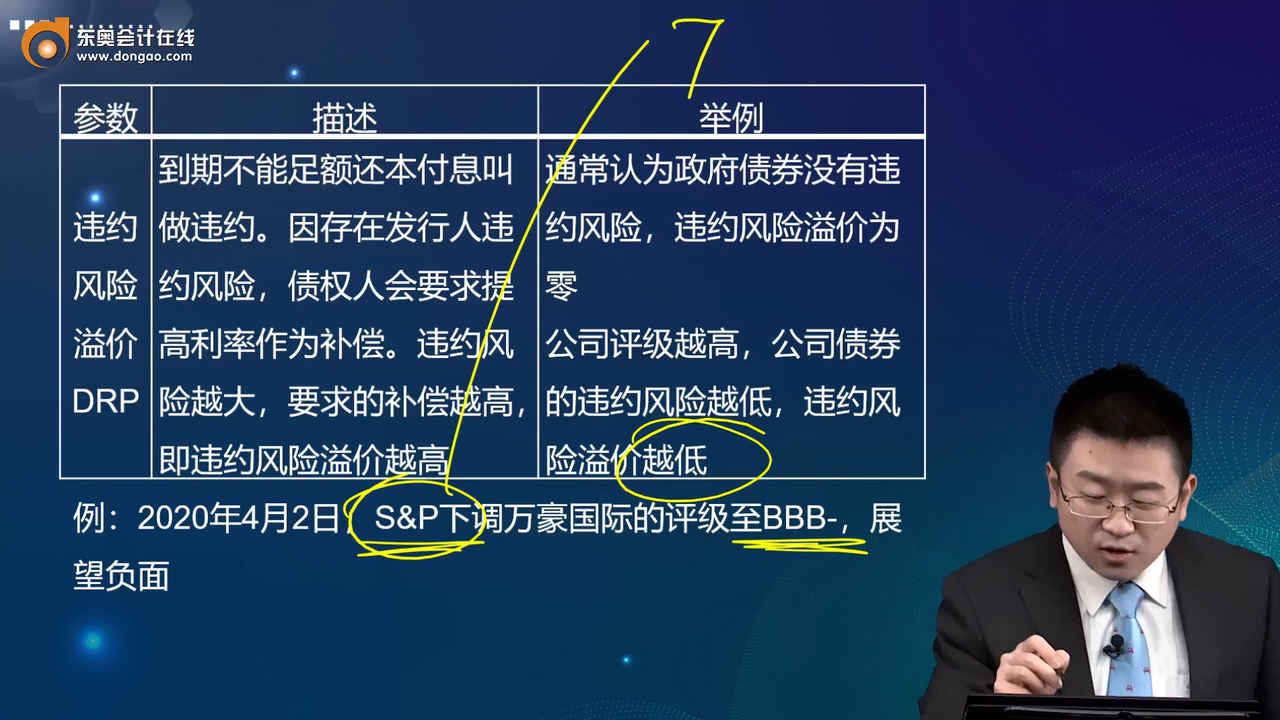 东奥会计在线
www.dongao.com
7
参数 描述 举例
到期不能足额还本付息叫 通常认为政府债券没有违
违约 做违约。因存在发行人违 约风险，违约风险溢价为
风险 约风险，债权人会要求提 零
溢价 高利率作为补偿。违约风 公司评级越高，公司债券
DRP 险越大，要求的补偿越高， 的违约风险越低，违约风
即违约风险溢价越高 险溢价越低
例：2020年4月2日，S&P下调万豪国际的评级至BBB-，展
望负面